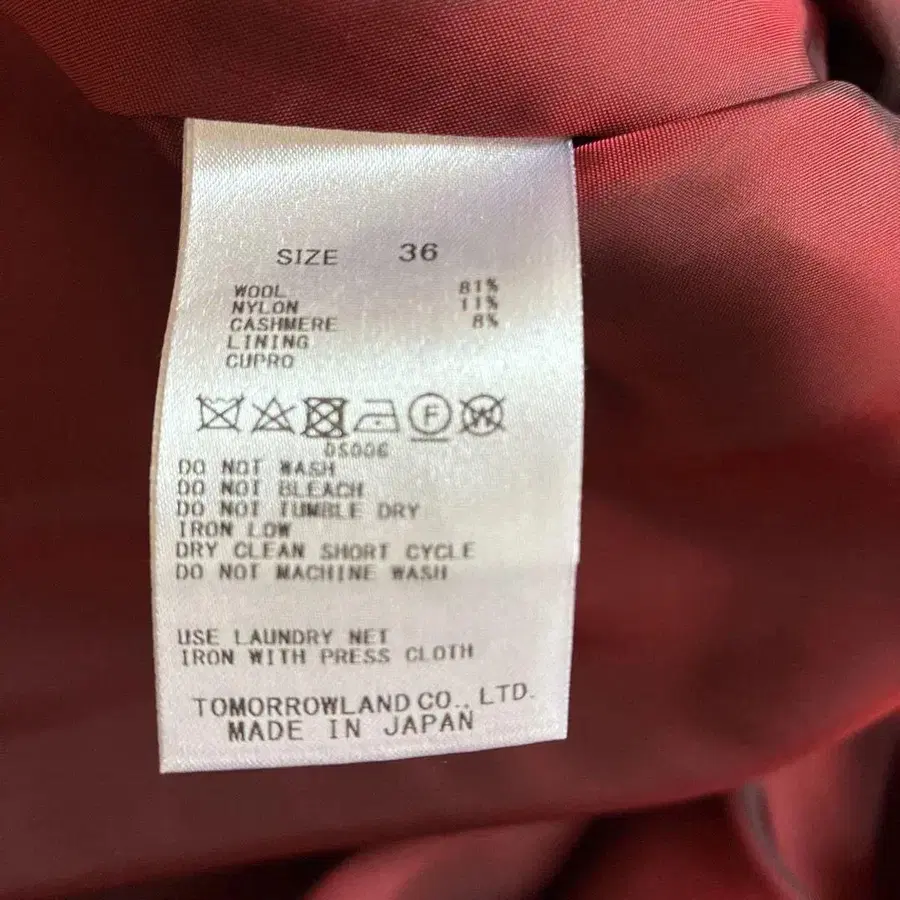 SIZE 36
WOOL 81%
NYLON 11%
CASHMERE 8%
LINING
CUPRO
F W
DS006
DO NOT WASH
DO NOT BLEACH
DO NOT TUMBLE DRY
IRON LOW
DRY CLEAN SHORT CYCLE
DO NOT MACHINE WASH
USE LAUNDRY NET
IRON WITH PRESS CLOTH
TOMORROWLAND CO., LTD.
MADE IN JAPAN